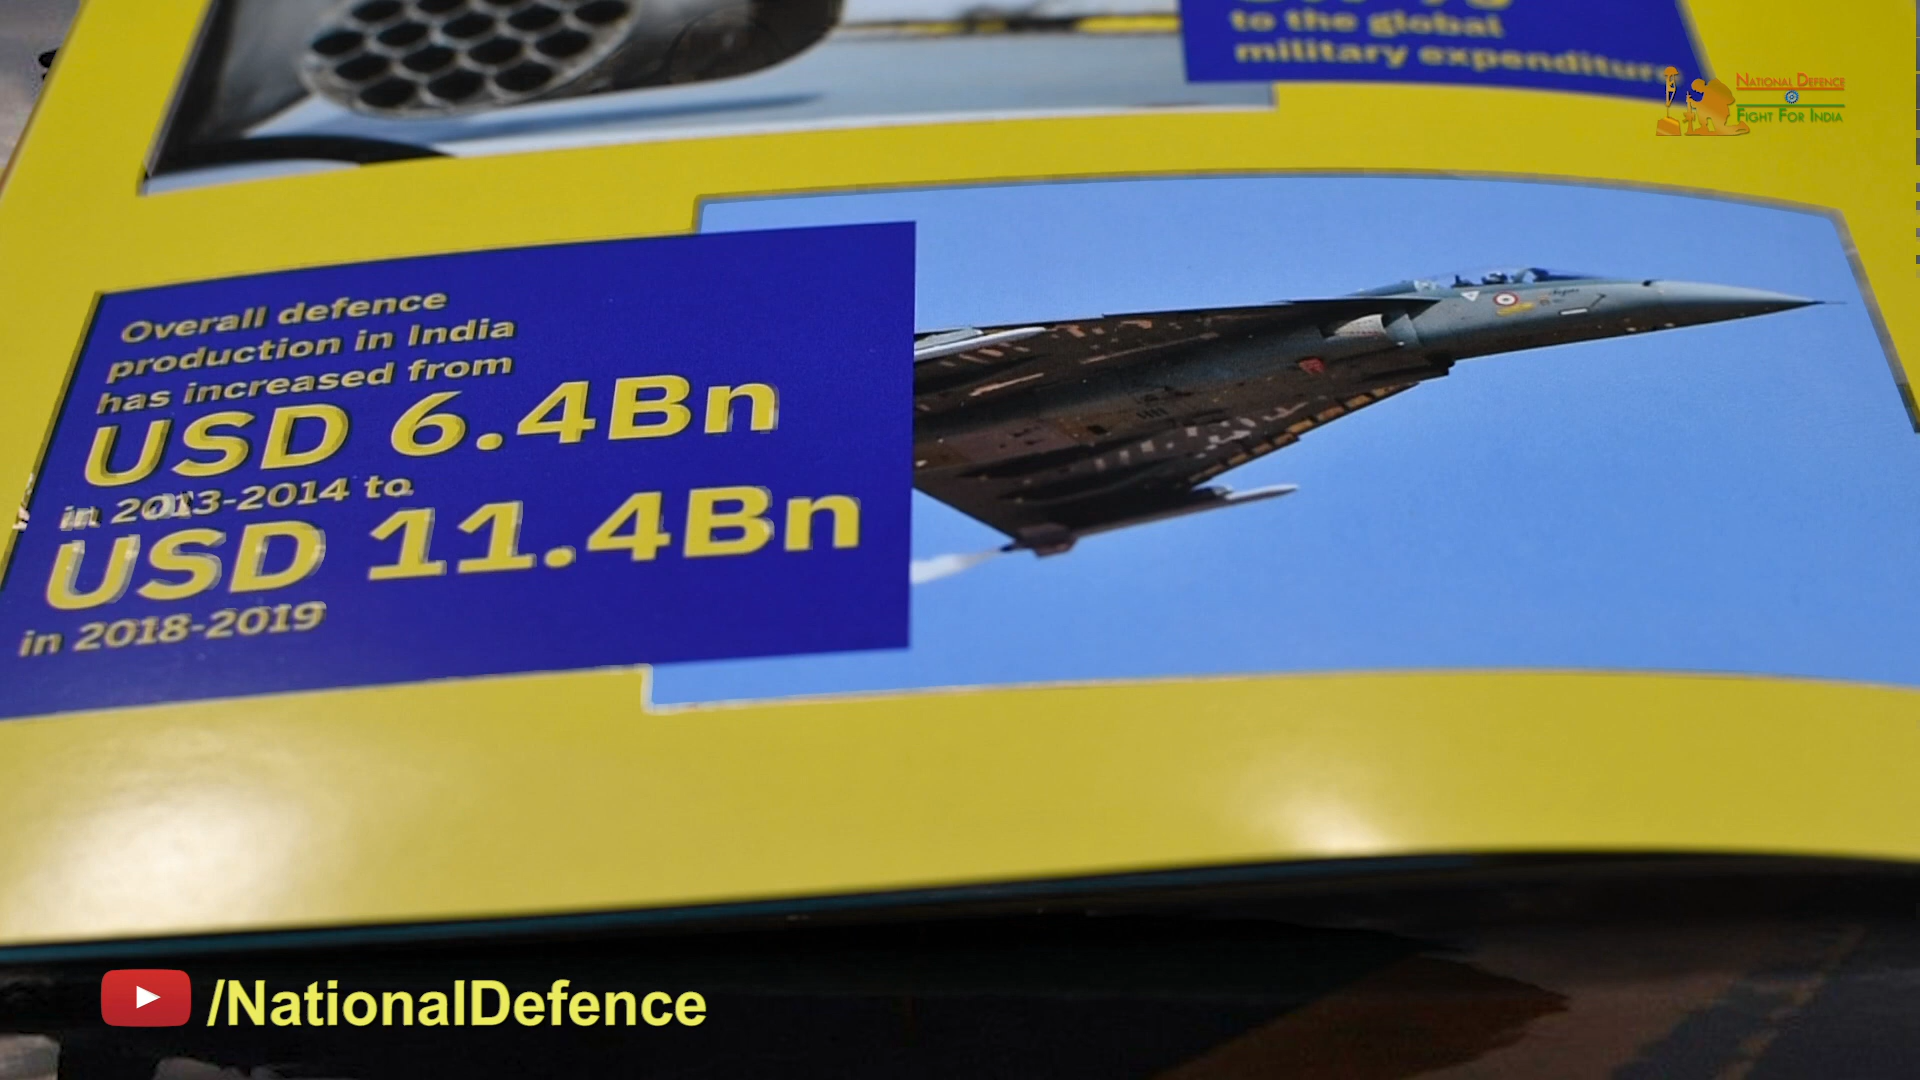 to the global
military expenditure
NATIONAL DEFENCE
FIGHT FOR INDIA
Overall defence
production in India
has increased from
USD 6.4Bn
in 2013-2014 to
USD 11.4Bn
in 2018-2019
/NationalDefence